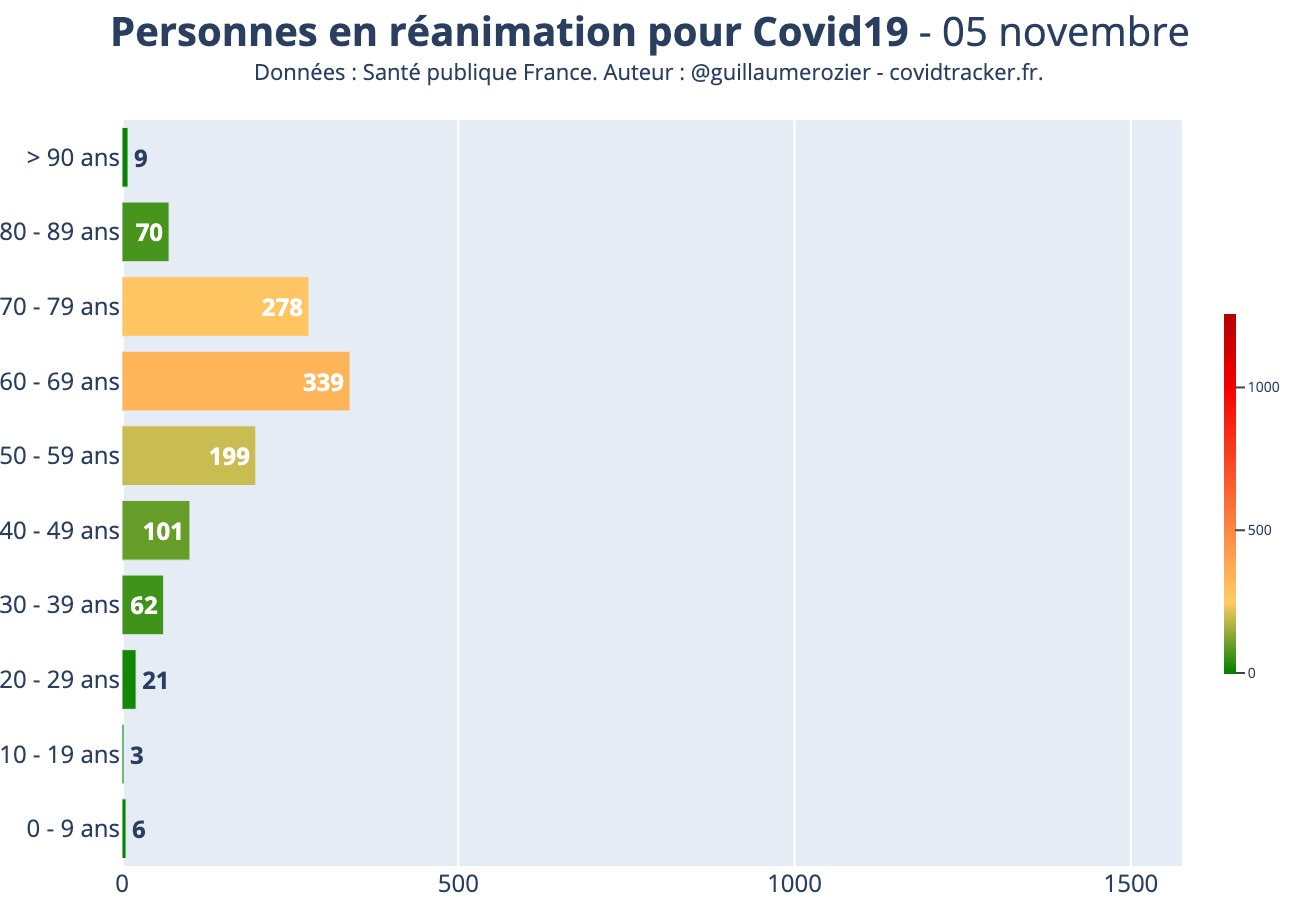 Personnes en réanimation pour Covid19 - 05 novembre
Données : Santé publique France. Auteur : @guillaumerozier - covidtracker.fr.
> 90 ans 9
80 - 89 ans 70
70 - 79 ans 278
60 - 69 ans 339
50 - 59 ans 199
40 - 49 ans 101
30 - 39 ans 62
20 - 29 ans 21
10 - 19 ans 3
0 - 9 ans 6
0 500 1000 1500
1000
500
0